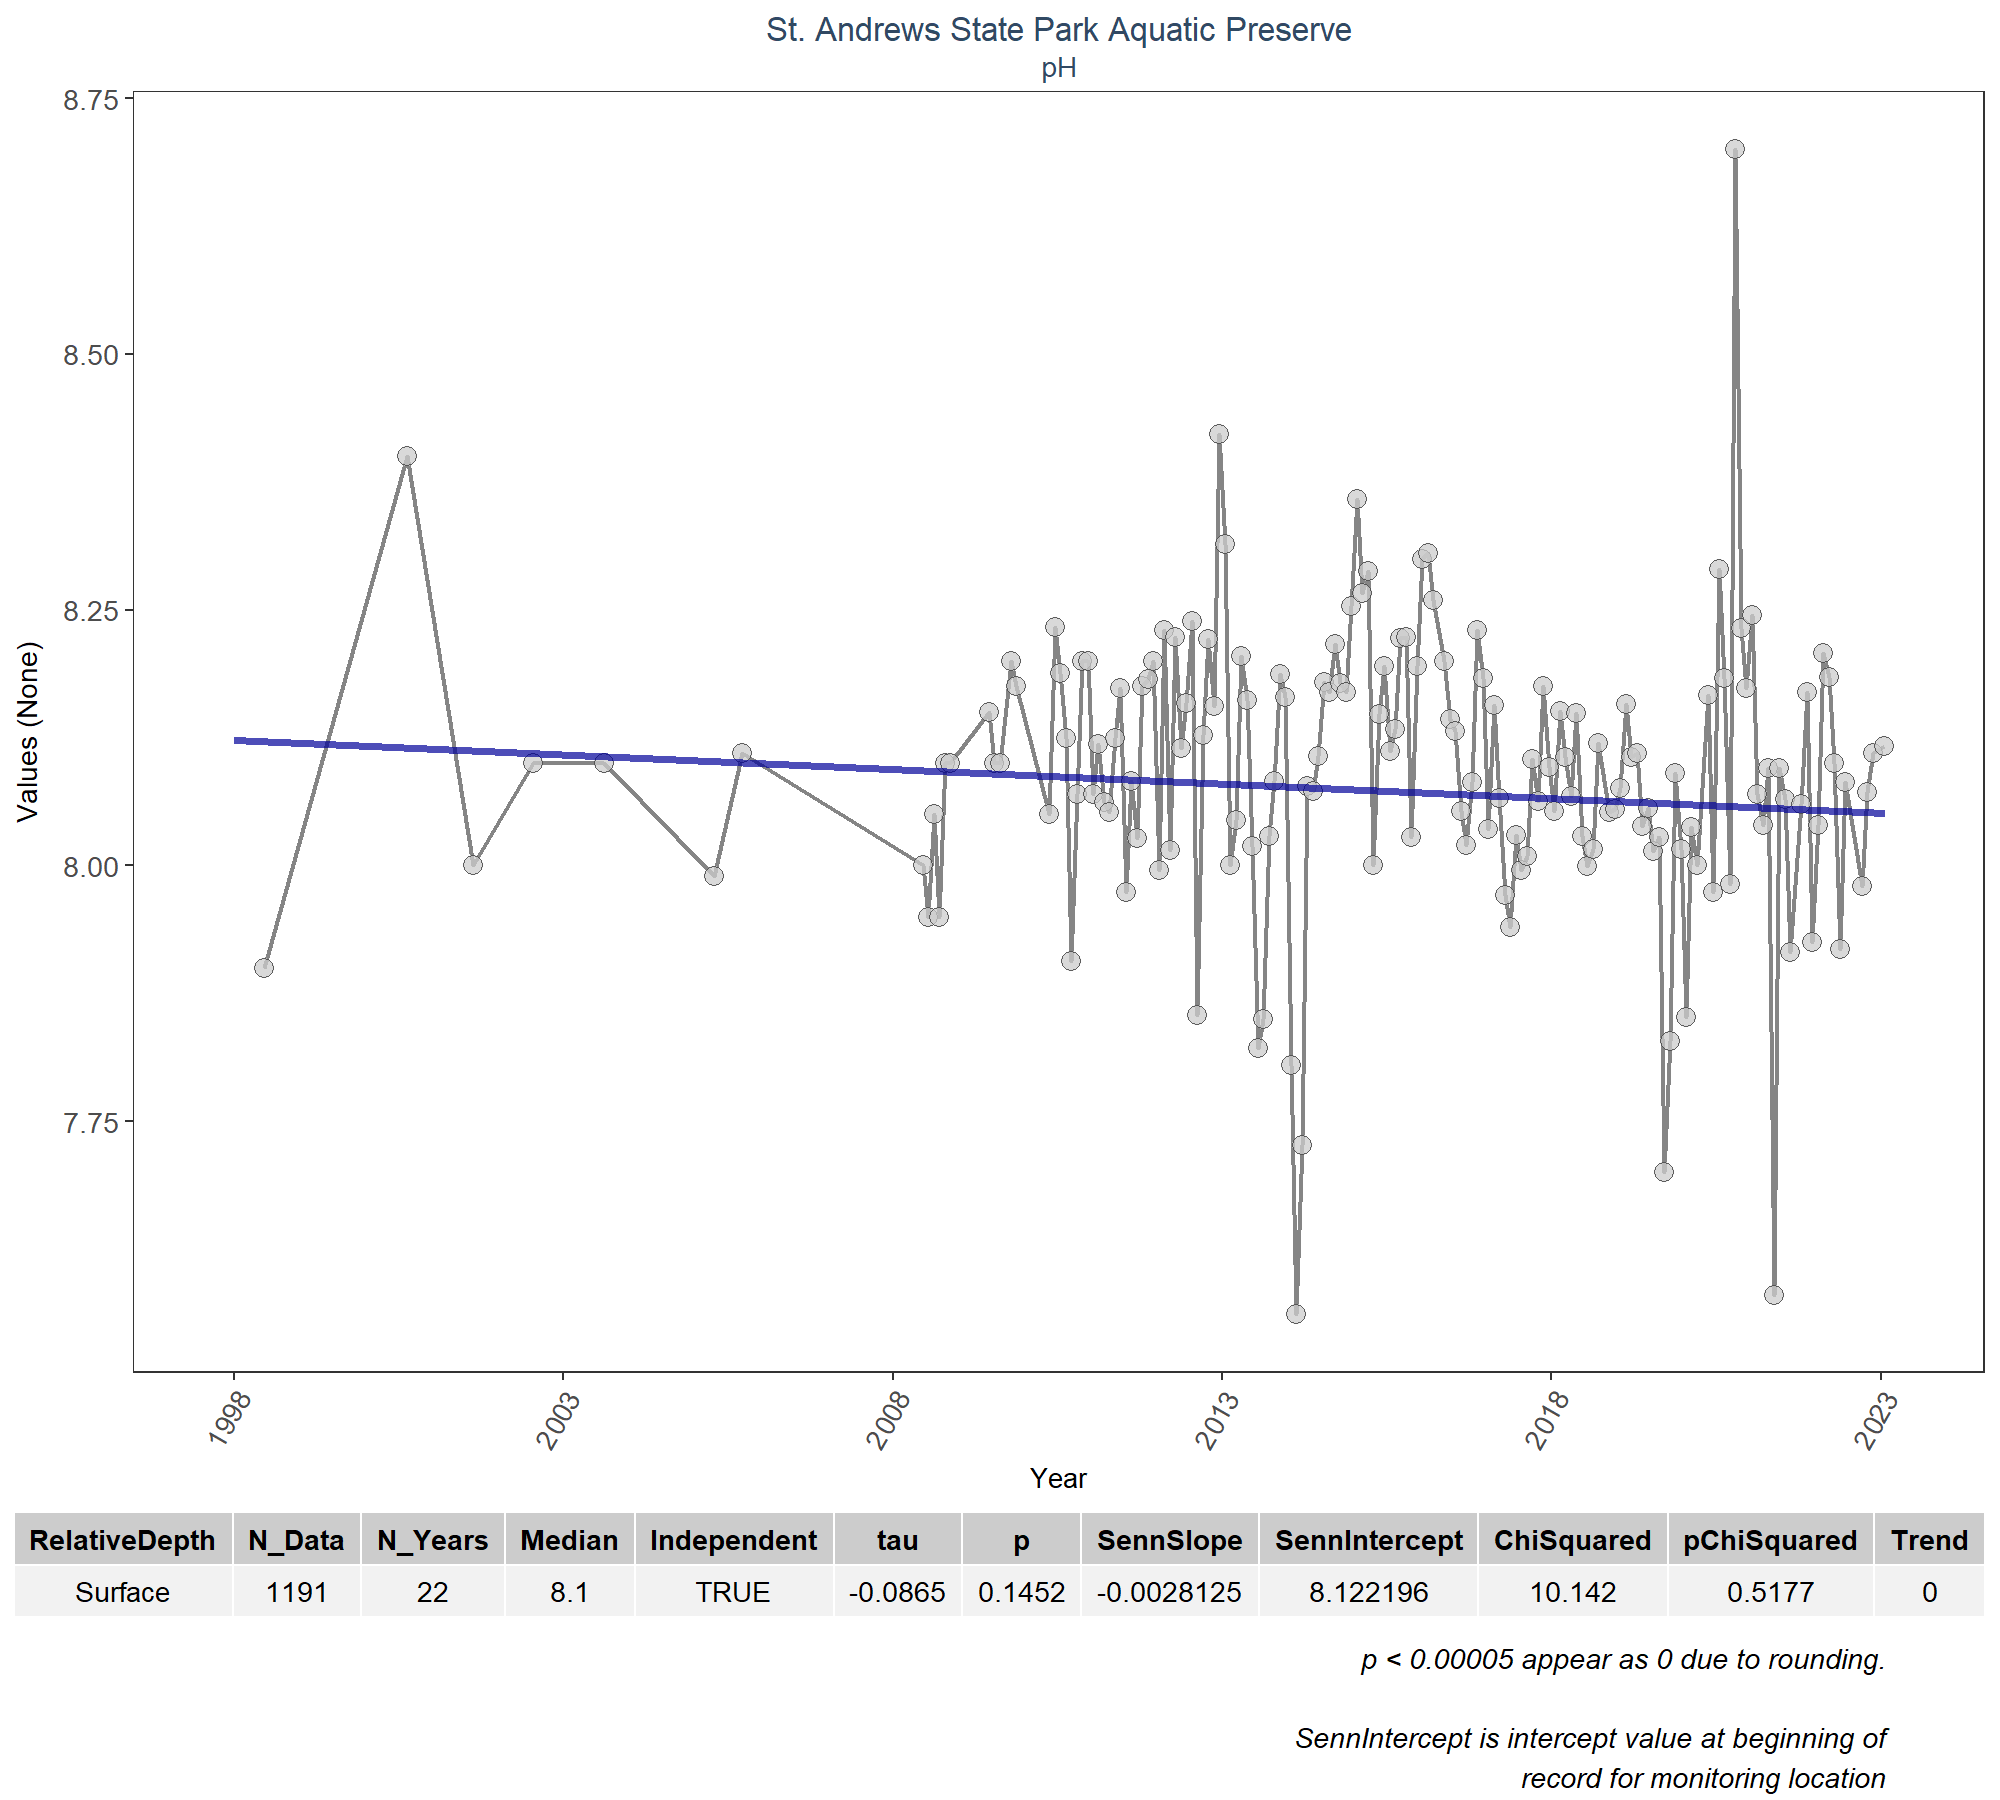 St. Andrews State Park Aquatic Preserve
pH
8.75
8.50
8.25
8.00
7.75
Values (None)
1998
2003
2008
2013
2018
2023
Year
RelativeDepth N_Data N_Years Median Independent tau p SennSlope SennIntercept ChiSquared pChiSquared Trend
Surface 1191 22 8.1 TRUE -0.0865 0.1452 -0.0028125 8.122196 10.142 0.5177 0
p < 0.00005 appear as 0 due to rounding.
SennIntercept is intercept value at beginning of
record for monitoring location